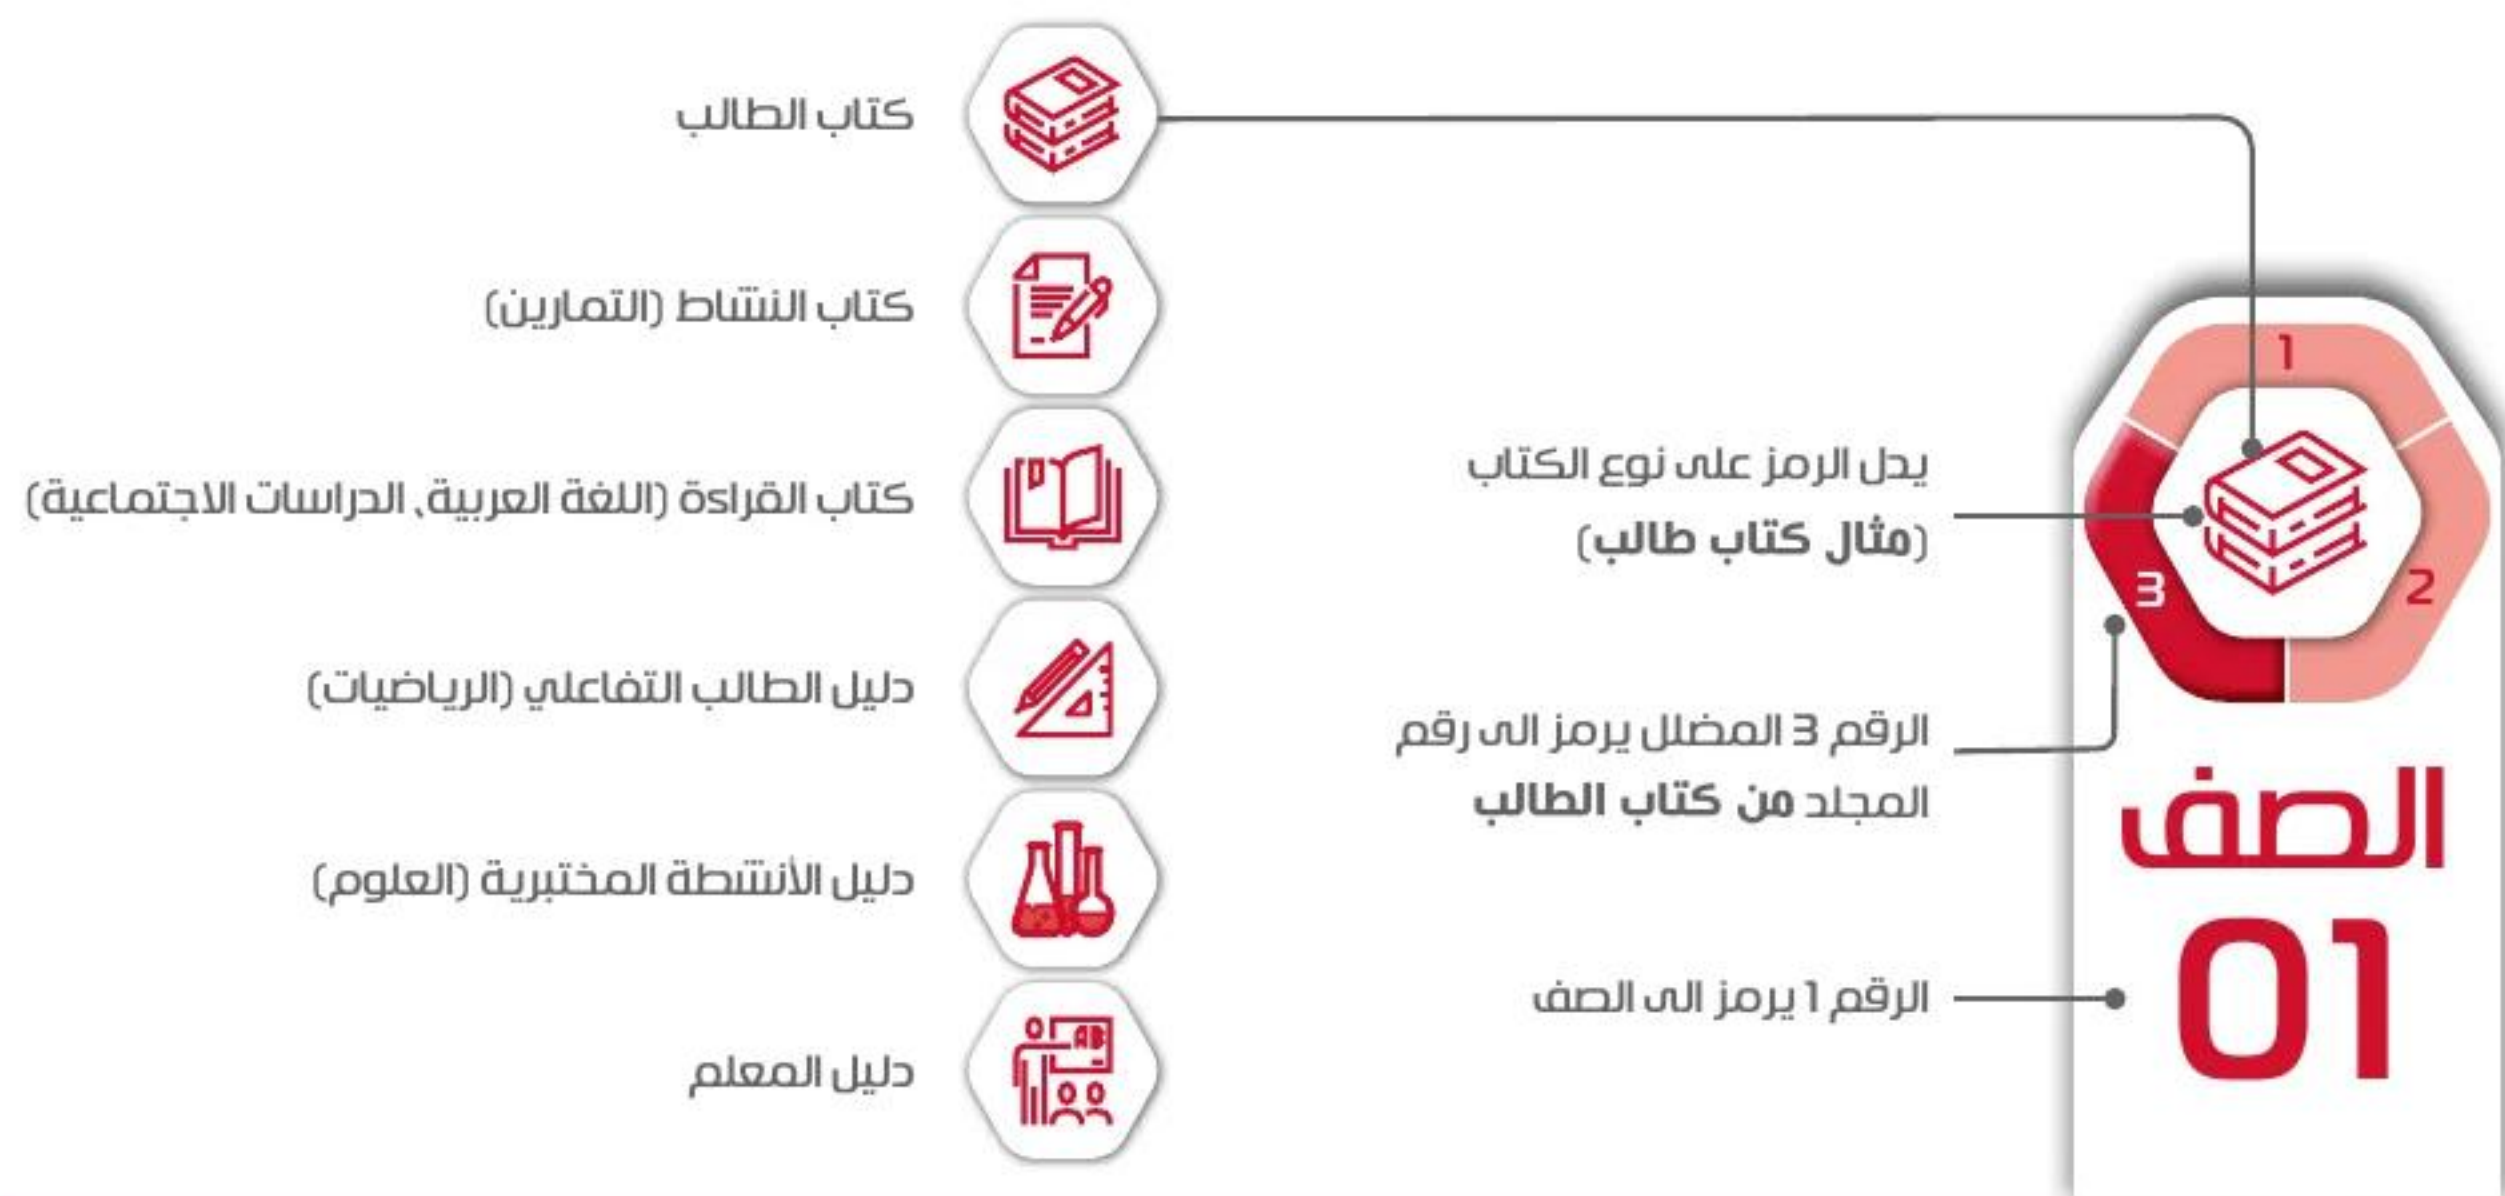 1
2
3
الصف
01
يدل الرمز على نوع الكتاب
(مثال كتاب طالب)
الرقم 3 المضلل يرمز الى رقم
المجلد من كتاب الطالب
الرقم 1 يرمز الى الصف
كتاب الطالب
كتاب النشاط (التمارين)
كتاب القراءة (اللغة العربية، الدراسات الاجتماعية)
دليل الطالب التفاعلي (الرياضيات)
دليل الأنشطة المختبرية (العلوم)
AB
دليل المعلم